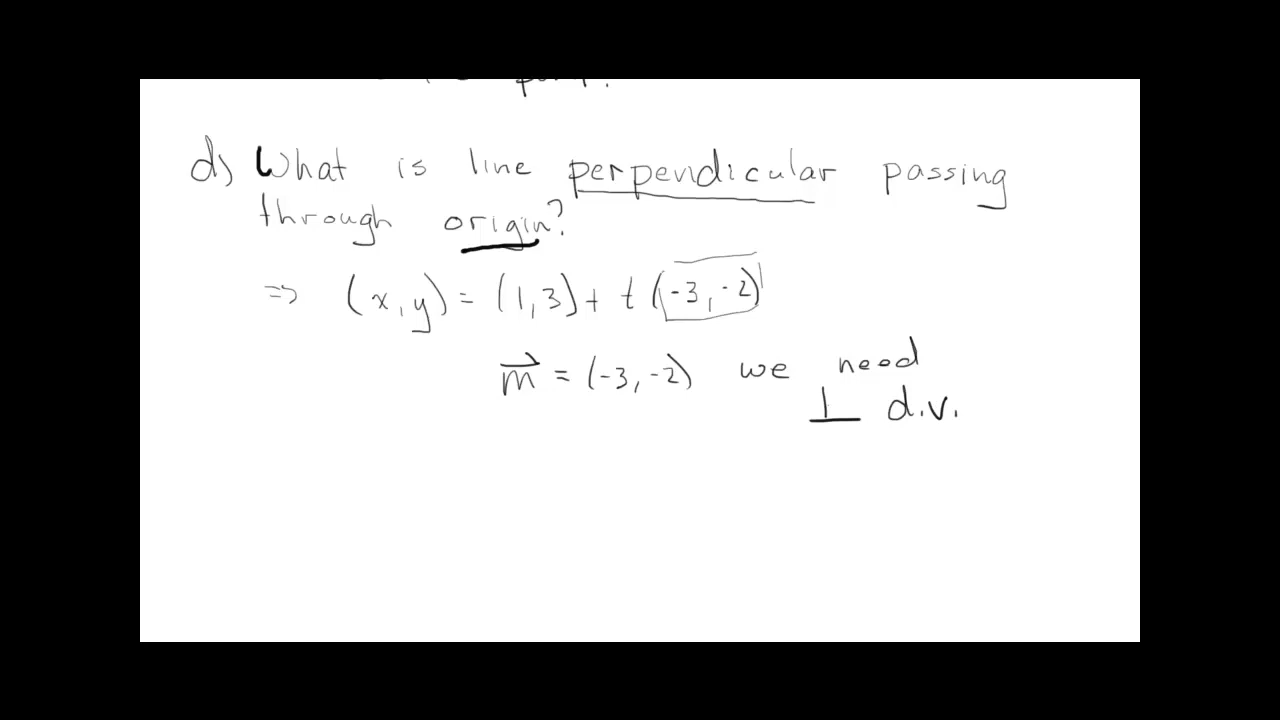 d) What is line perpendicular passing
through origin?
=> (x, y) = (1, 3) + t (-3, -2)
m⃗ = (-3, -2) we need
⊥ d.v.